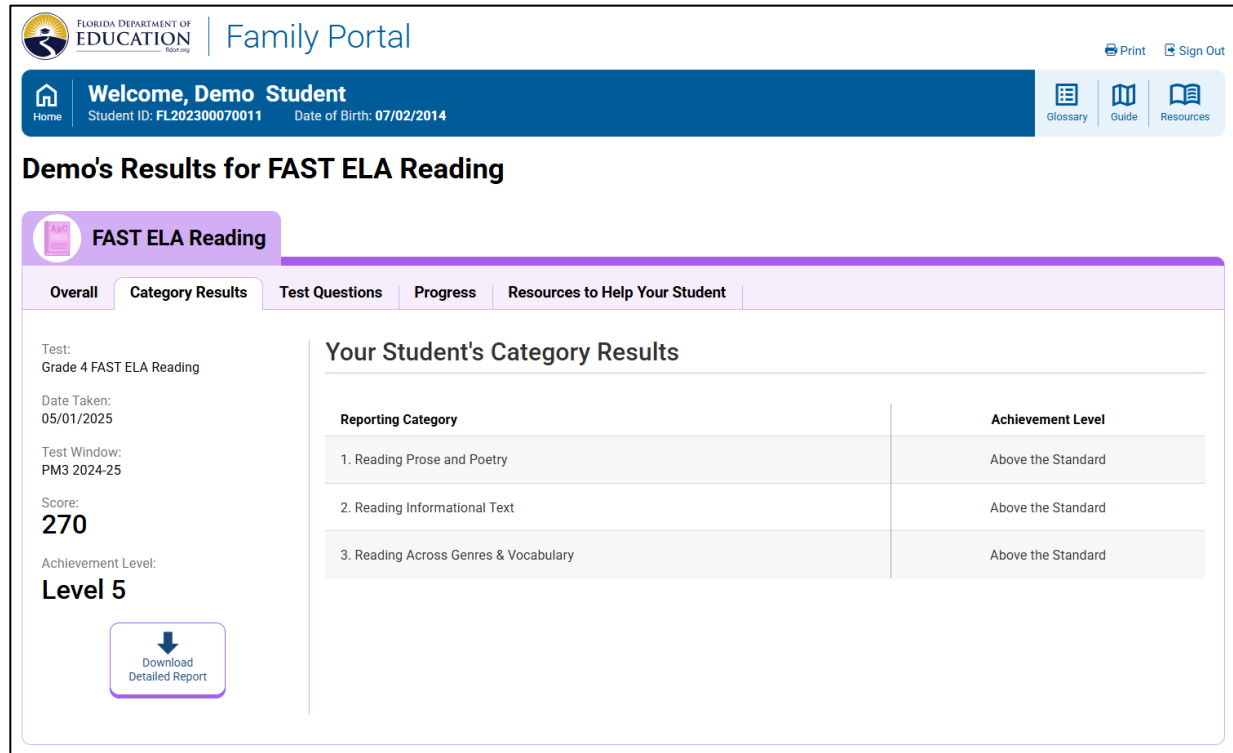 FLORIDA DEPARTMENT OF
EDUCATION
fldoe.org
Family Portal
Print
Sign Out
Home
Welcome, Demo Student
Student ID: FL202300070011 Date of Birth: 07/02/2014
Glossary
Guide
Resources
Demo's Results for FAST ELA Reading
ABC
FAST ELA Reading
Overall
Category Results
Test Questions
Progress
Resources to Help Your Student
Test:
Grade 4 FAST ELA Reading
Date Taken:
05/01/2025
Test Window:
PM3 2024-25
Score:
270
Achievement Level:
Level 5
Download
Detailed Report
Your Student's Category Results
Reporting Category Achievement Level
1. Reading Prose and Poetry Above the Standard
2. Reading Informational Text Above the Standard
3. Reading Across Genres & Vocabulary Above the Standard